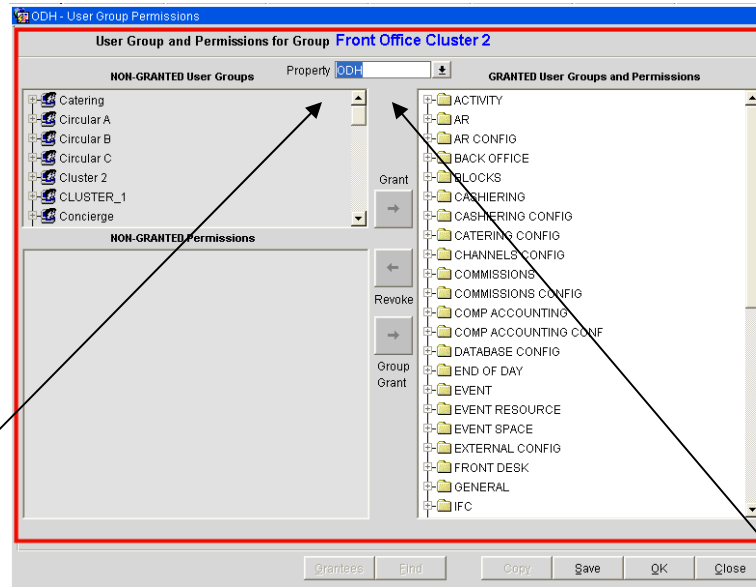 ODH - User Group Permissions
User Group and Permissions for Group Front Office Cluster 2
NON-GRANTED User Groups
Property ODH
GRANTED User Groups and Permissions
Catering
Circular A
Circular B
Circular C
Cluster 2
CLUSTER_1
Concierge
NON-GRANTED Permissions
Grant
Revoke
Group
Grant
ACTIVITY
AR
AR CONFIG
BACK OFFICE
BLOCKS
CASHIERING
CASHIERING CONFIG
CATERING CONFIG
CHANNELS CONFIG
COMMISSIONS
COMMISSIONS CONFIG
COMP ACCOUNTING
COMP ACCOUNTING CONF
DATABASE CONFIG
END OF DAY
EVENT
EVENT RESOURCE
EVENT SPACE
EXTERNAL CONFIG
FRONT DESK
GENERAL
IFC
Grantees Find Copy Save OK Close